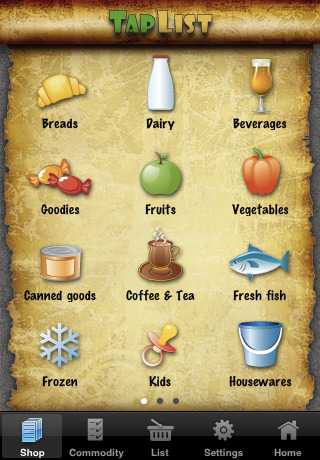 TapList
Breads Dairy Beverages
Goodies Fruits Vegetables
Canned goods Coffee & Tea Fresh fish
Frozen Kids Housewares
Shop Commodity List Settings Home